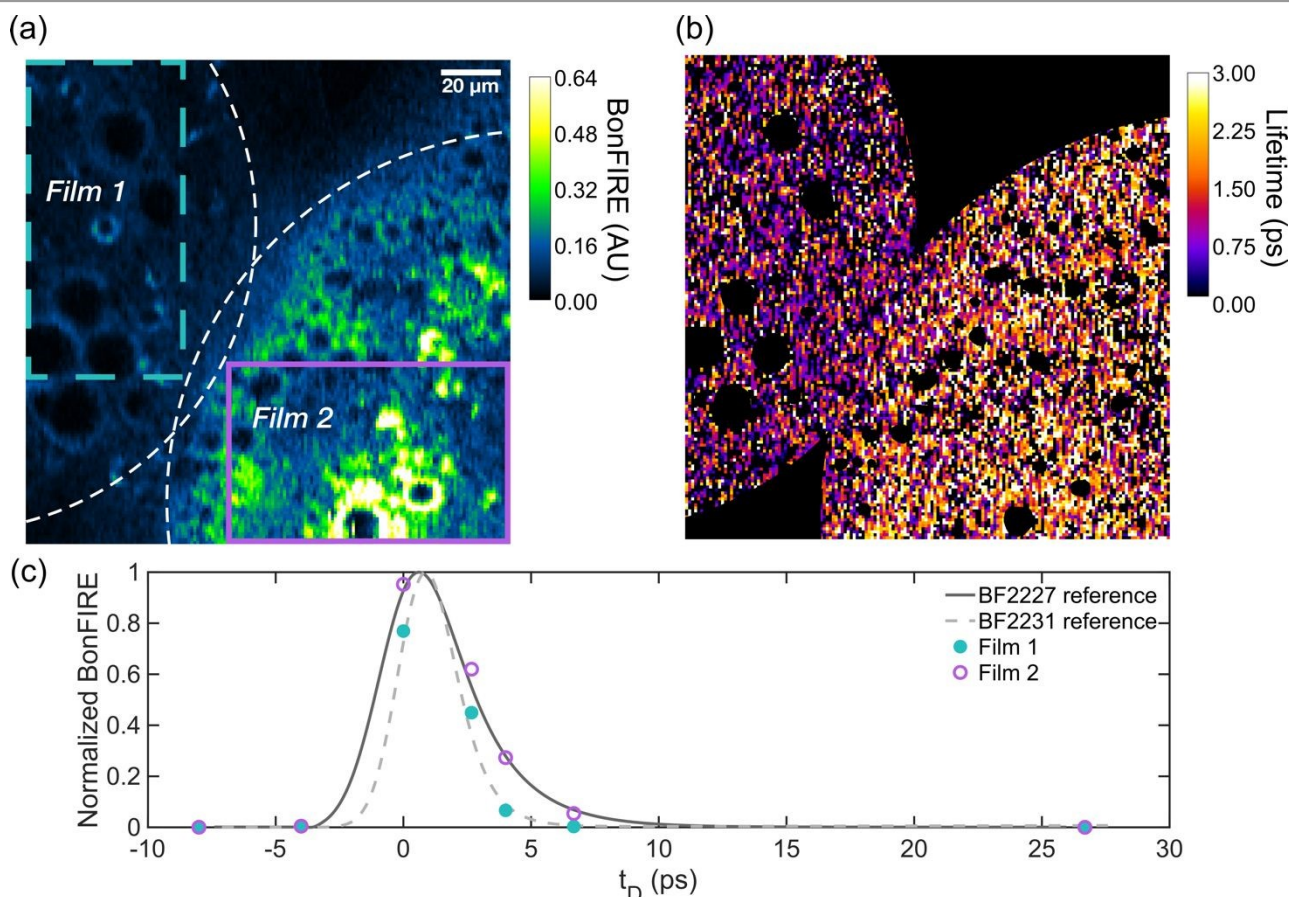 (a)
Film 1
Film 2
20 µm
0.64
0.48
0.32
0.16
0.00
BonFIRE (AU)
(b)
3.00
2.25
1.50
0.75
0.00
Lifetime (ps)
(c)
Normalized BonFIRE
1
0.8
0.6
0.4
0.2
0
-10
-5
0
5
10
15
20
25
30
t_D (ps)
BF2227 reference
BF2231 reference
Film 1
Film 2